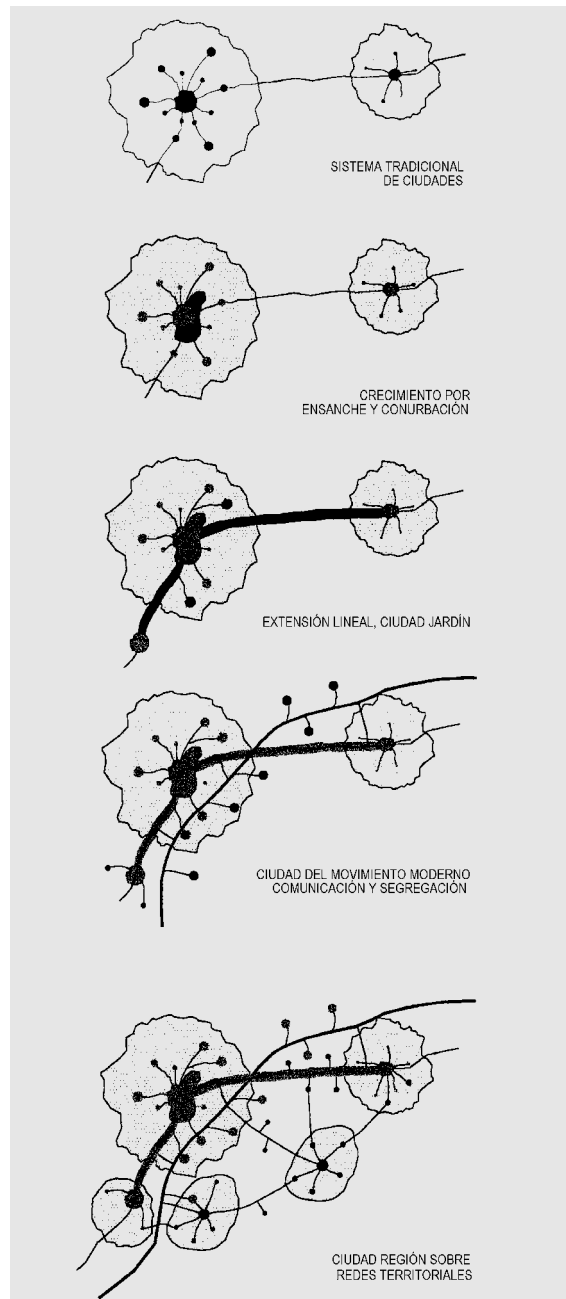 SISTEMA TRADICIONAL
DE CIUDADES
CRECIMIENTO POR
ENSANCHE Y CONURBACIÓN
EXTENSIÓN LINEAL, CIUDAD JARDÍN
CIUDAD DEL MOVIMIENTO MODERNO
COMUNICACIÓN Y SEGREGACIÓN
CIUDAD REGIÓN SOBRE
REDES TERRITORIALES